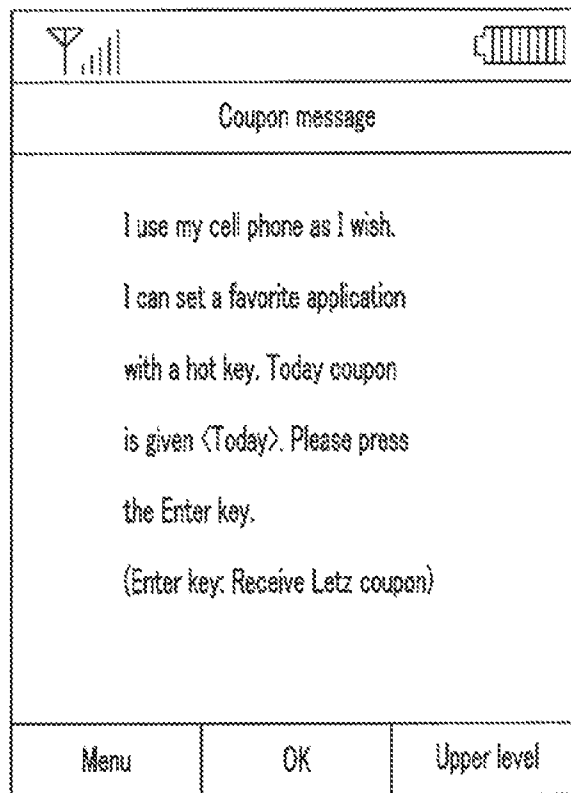 Coupon message
I use my cell phone as I wish.
I can set a favorite application
with a hot key. Today coupon
is given <Today>. Please press
the Enter key.
(Enter key: Receive Letz coupon)
Menu OK Upper level